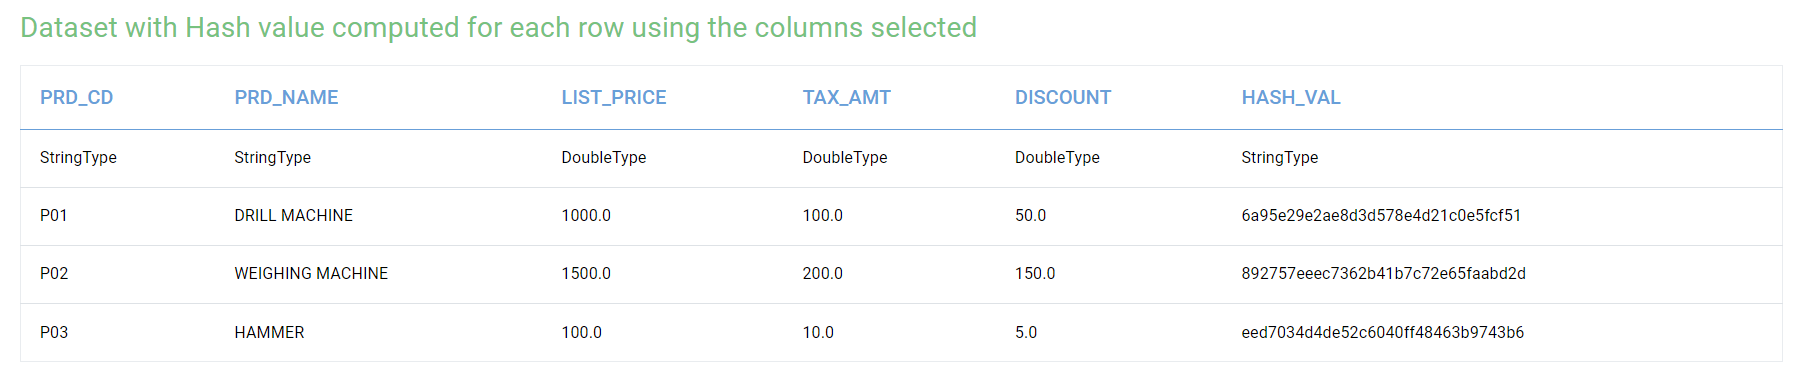 Dataset with Hash value computed for each row using the columns selected
PRD_CD PRD_NAME LIST_PRICE TAX_AMT DISCOUNT HASH_VAL
StringType StringType DoubleType DoubleType DoubleType StringType
P01 DRILL MACHINE 1000.0 100.0 50.0 6a95e29e2ae8d3d578e4d21c0e5fcf51
P02 WEIGHING MACHINE 1500.0 200.0 150.0 892757eeec7362b41b7c72e65faabd2d
P03 HAMMER 100.0 10.0 5.0 eed7034d4de52c6040ff48463b9743b6